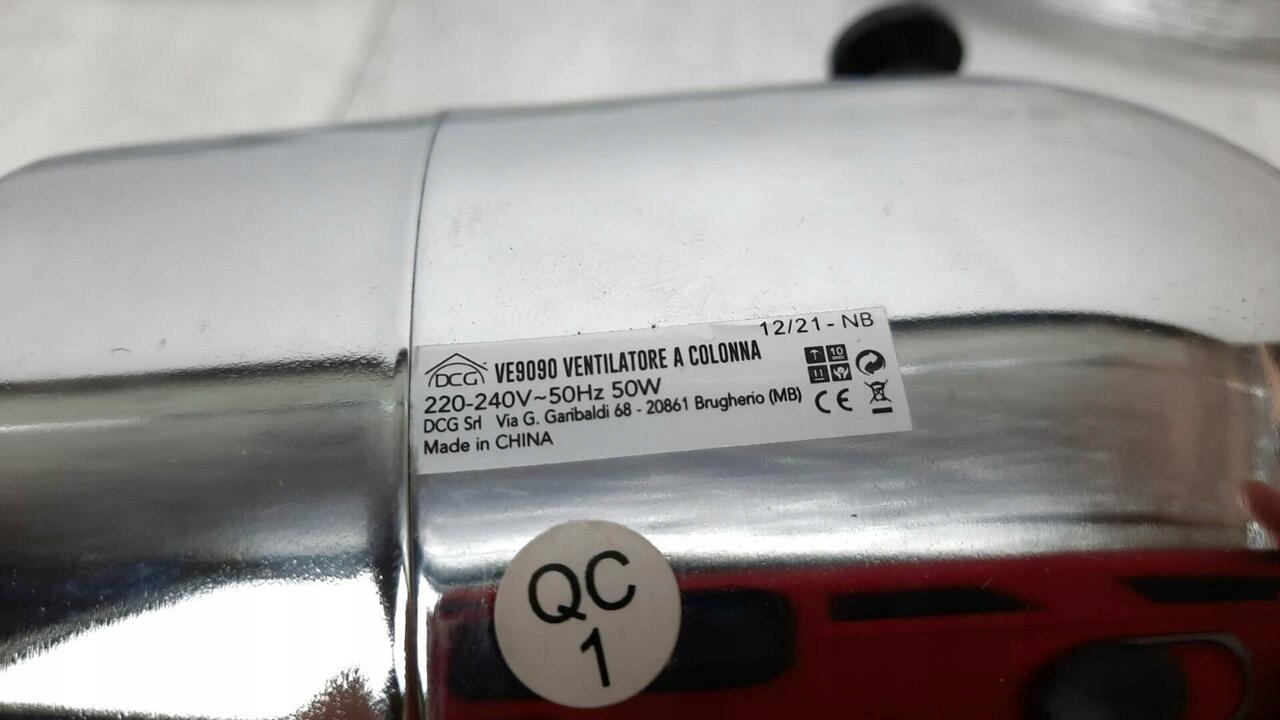 12/21 - NB
DCG VE9090 VENTILATORE A COLONNA
220-240V~50Hz 50W
DCG Srl Via G. Garibaldi 68 - 20861 Brugherio (MB)
Made in CHINA
10
CE
QC
1